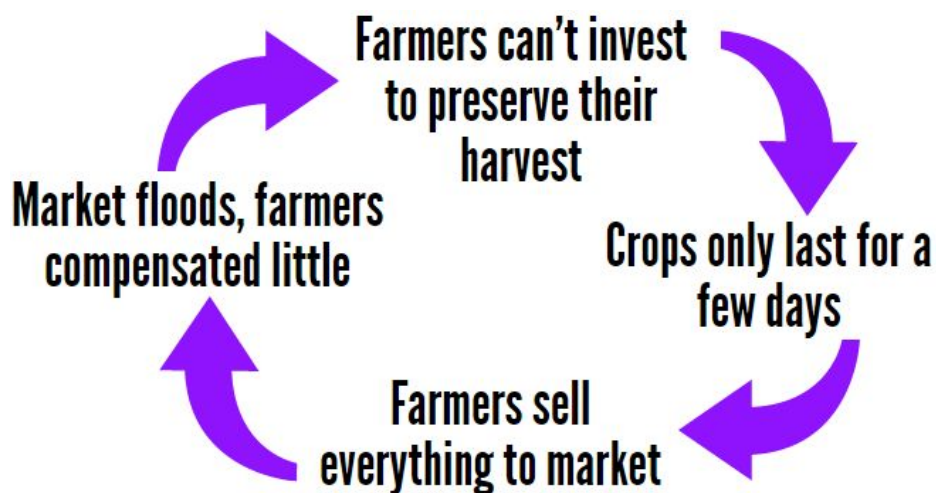 Farmers can’t invest
to preserve their
harvest
Crops only last for a
few days
Farmers sell
everything to market
Market floods, farmers
compensated little